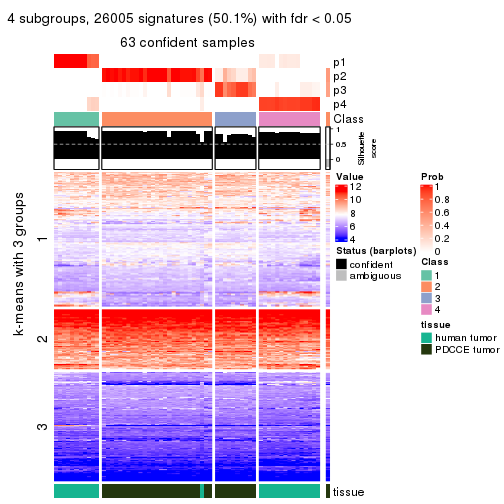 4 subgroups, 26005 signatures (50.1%) with fdr < 0.05
63 confident samples
p1
p2
p3
p4
Class
1
0.5
0
Silhouette
score
k-means with 3 groups
1
2
3
tissue
Value
12
10
8
6
4
Status (barplots)
confident
ambiguous
Prob
1
0.8
0.6
0.4
0.2
0
Class
1
2
3
4
tissue
human tumor
PDCCE tumor